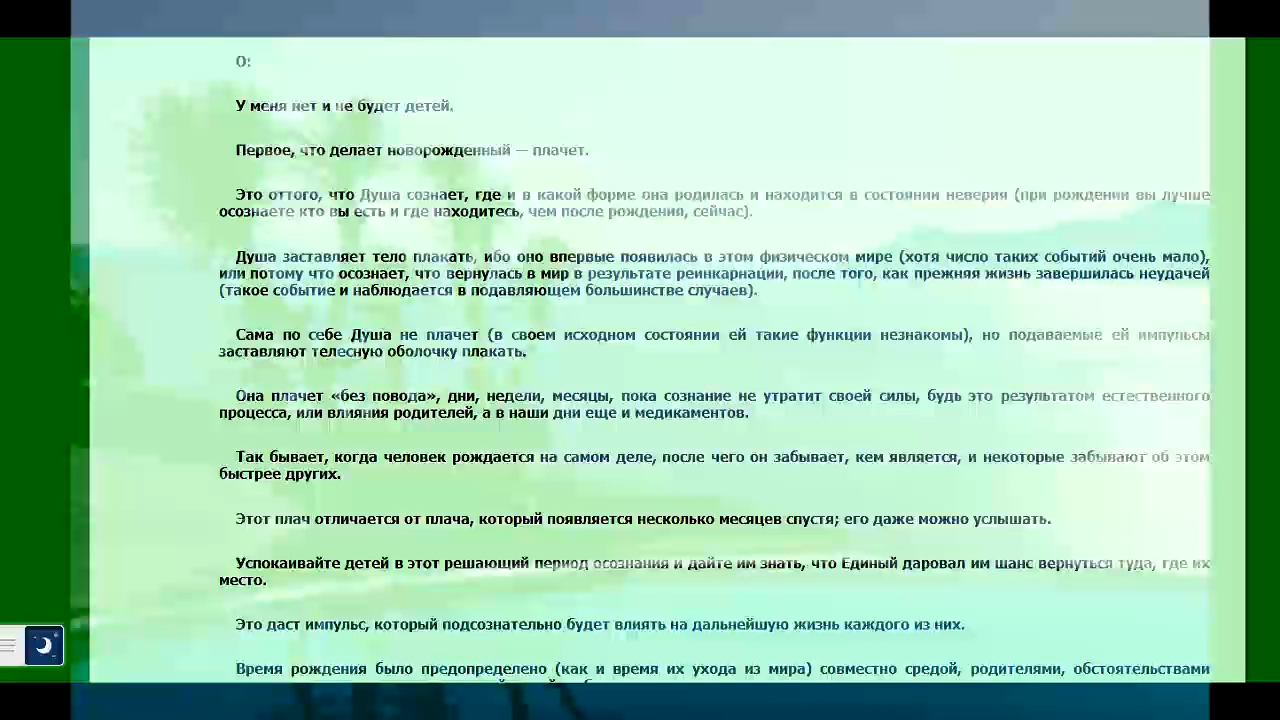 О:
У меня нет и не будет детей.
Первое, что делает новорожденный — плачет.
Это оттого, что Душа сознает, где и в какой форме она родилась и находится в состоянии неверия (при рождении вы лучше
осознаете кто вы есть и где находитесь, чем после рождения, сейчас).
Душа заставляет тело плакать, ибо оно впервые появилась в этом физическом мире (хотя число таких событий очень мало),
или потому что осознает, что вернулась в мир в результате реинкарнации, после того, как прежняя жизнь завершилась неудачей
(такое событие и наблюдается в подавляющем большинстве случаев).
Сама по себе Душа не плачет (в своем исходном состоянии ей такие функции незнакомы), но подаваемые ей импульсы
заставляют телесную оболочку плакать.
Она плачет «без повода», дни, недели, месяцы, пока сознание не утратит своей силы, будь это результатом естественного
процесса, или влияния родителей, а в наши дни еще и медикаментов.
Так бывает, когда человек рождается на самом деле, после чего он забывает, кем является, и некоторые забывают об этом
быстрее других.
Этот плач отличается от плача, который появляется несколько месяцев спустя; его даже можно услышать.
Успокаивайте детей в этот решающий период осознания и дайте им знать, что Единый даровал им шанс вернуться туда, где их
место.
Это даст импульс, который подсознательно будет влиять на дальнейшую жизнь каждого из них.
Время рождения было предопределено (как и время их ухода из мира) совместно средой, родителями, обстоятельствами